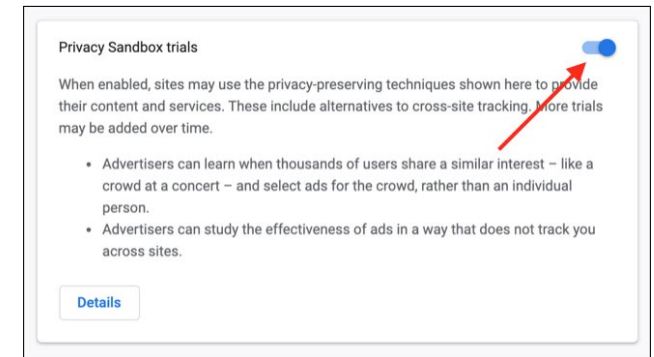 Privacy Sandbox trials
When enabled, sites may use the privacy-preserving techniques shown here to provide
their content and services. These include alternatives to cross-site tracking. More trials
may be added over time.
• Advertisers can learn when thousands of users share a similar interest – like a
crowd at a concert – and select ads for the crowd, rather than an individual
person.
• Advertisers can study the effectiveness of ads in a way that does not track you
across sites.
Details